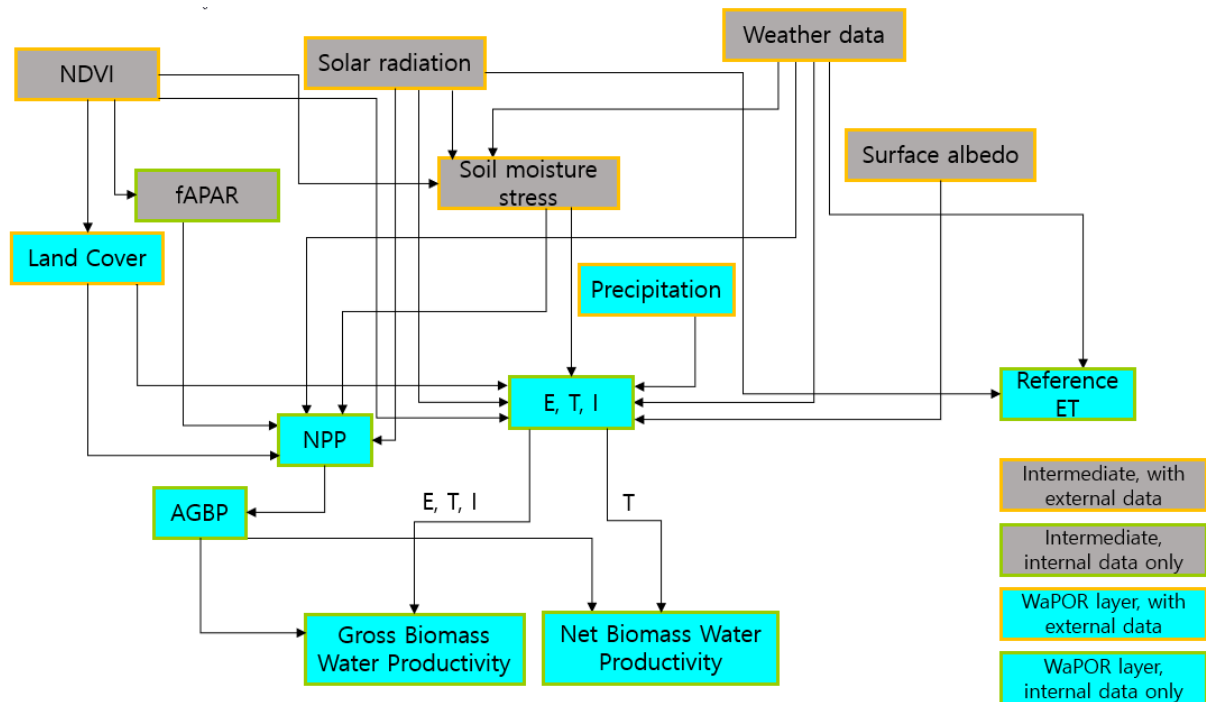 Weather data
Solar radiation
NDVI
Surface albedo
Soil moisture
stress
fAPAR
Land Cover
Precipitation
E, T, I
Reference
ET
NPP
AGBP
E, T, I
T
Gross Biomass
Water Productivity
Net Biomass Water
Productivity
Intermediate, with
external data
Intermediate,
internal data only
WaPOR layer, with
external data
WaPOR layer,
internal data only